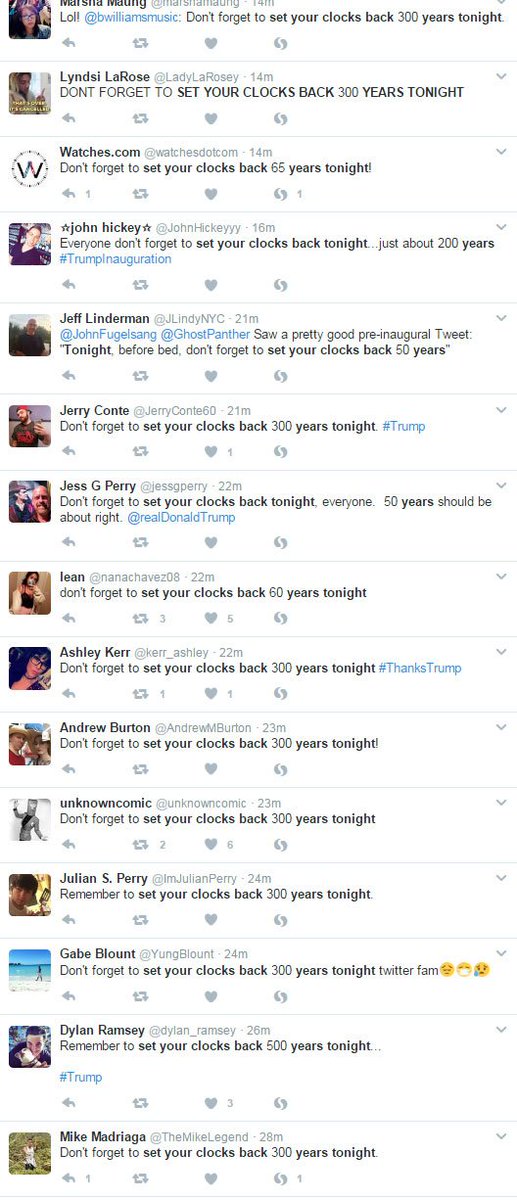 Marsha Maung @marshamaung · 14m
Lol! @bwilliamsmusic: Don't forget to set your clocks back 300 years tonight.
Lyndsi LaRose @LadyLaRosey · 14m
DONT FORGET TO SET YOUR CLOCKS BACK 300 YEARS TONIGHT
THAT'S OVER
IT'S CANCELLED
Watches.com @watchesdotcom · 14m
W
Don't forget to set your clocks back 65 years tonight!
1 1
☆john hickey☆ @JohnHickeyyy · 16m
Everyone don't forget to set your clocks back tonight...just about 200 years
#TrumpInauguration
Jeff Linderman @JLindyNYC · 21m
@JohnFugelsang @GhostPanther Saw a pretty good pre-inaugural Tweet:
"Tonight, before bed, don't forget to set your clocks back 50 years"
Jerry Conte @JerryConte60 · 21m
Don't forget to set your clocks back 300 years tonight. #Trump
1
Jess G Perry @jessgperry · 22m
Don't forget to set your clocks back tonight, everyone.  50 years should be
about right. @realDonaldTrump
lean @nanachavez08 · 22m
don't forget to set your clocks back 60 years tonight
3 5
Ashley Kerr @kerr_ashley · 22m
Don't forget to set your clocks back 300 years tonight #ThanksTrump
1 1
Andrew Burton @AndrewMBurton · 23m
Don't forget to set your clocks back 300 years tonight!
unknowncomic @unknowncomic · 23m
Don't forget to set your clocks back 300 years tonight
2 6
Julian S. Perry @ImJulianPerry · 24m
Remember to set your clocks back 300 years tonight.
Gabe Blount @YungBlount · 24m
Don't forget to set your clocks back 300 years tonight twitter fam😔😷😢
Dylan Ramsey @dylan_ramsey · 26m
Remember to set your clocks back 500 years tonight...
#Trump
3
Mike Madriaga @TheMikeLegend · 28m
Don't forget to set your clocks back 300 years tonight.
1 1